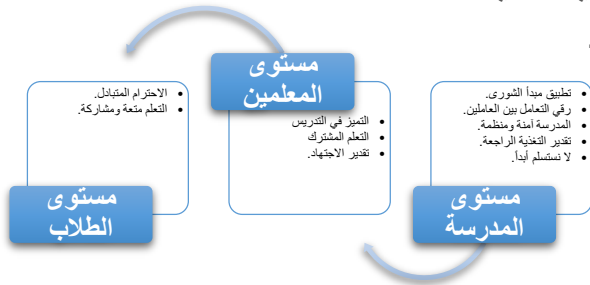 تطبيق مبدأ الشورى.
رقي التعامل بين العاملين.
المدرسة آمنة ومنظمة.
تقدير التغذية الراجعة.
لا نستسلم أبداً.
مستوى
المدرسة
مستوى
المعلمين
التميز في التدريس
التعلم المشترك
تقدير الاجتهاد.
الاحترام المتبادل.
التعلم متعة ومشاركة.
مستوى
الطلاب